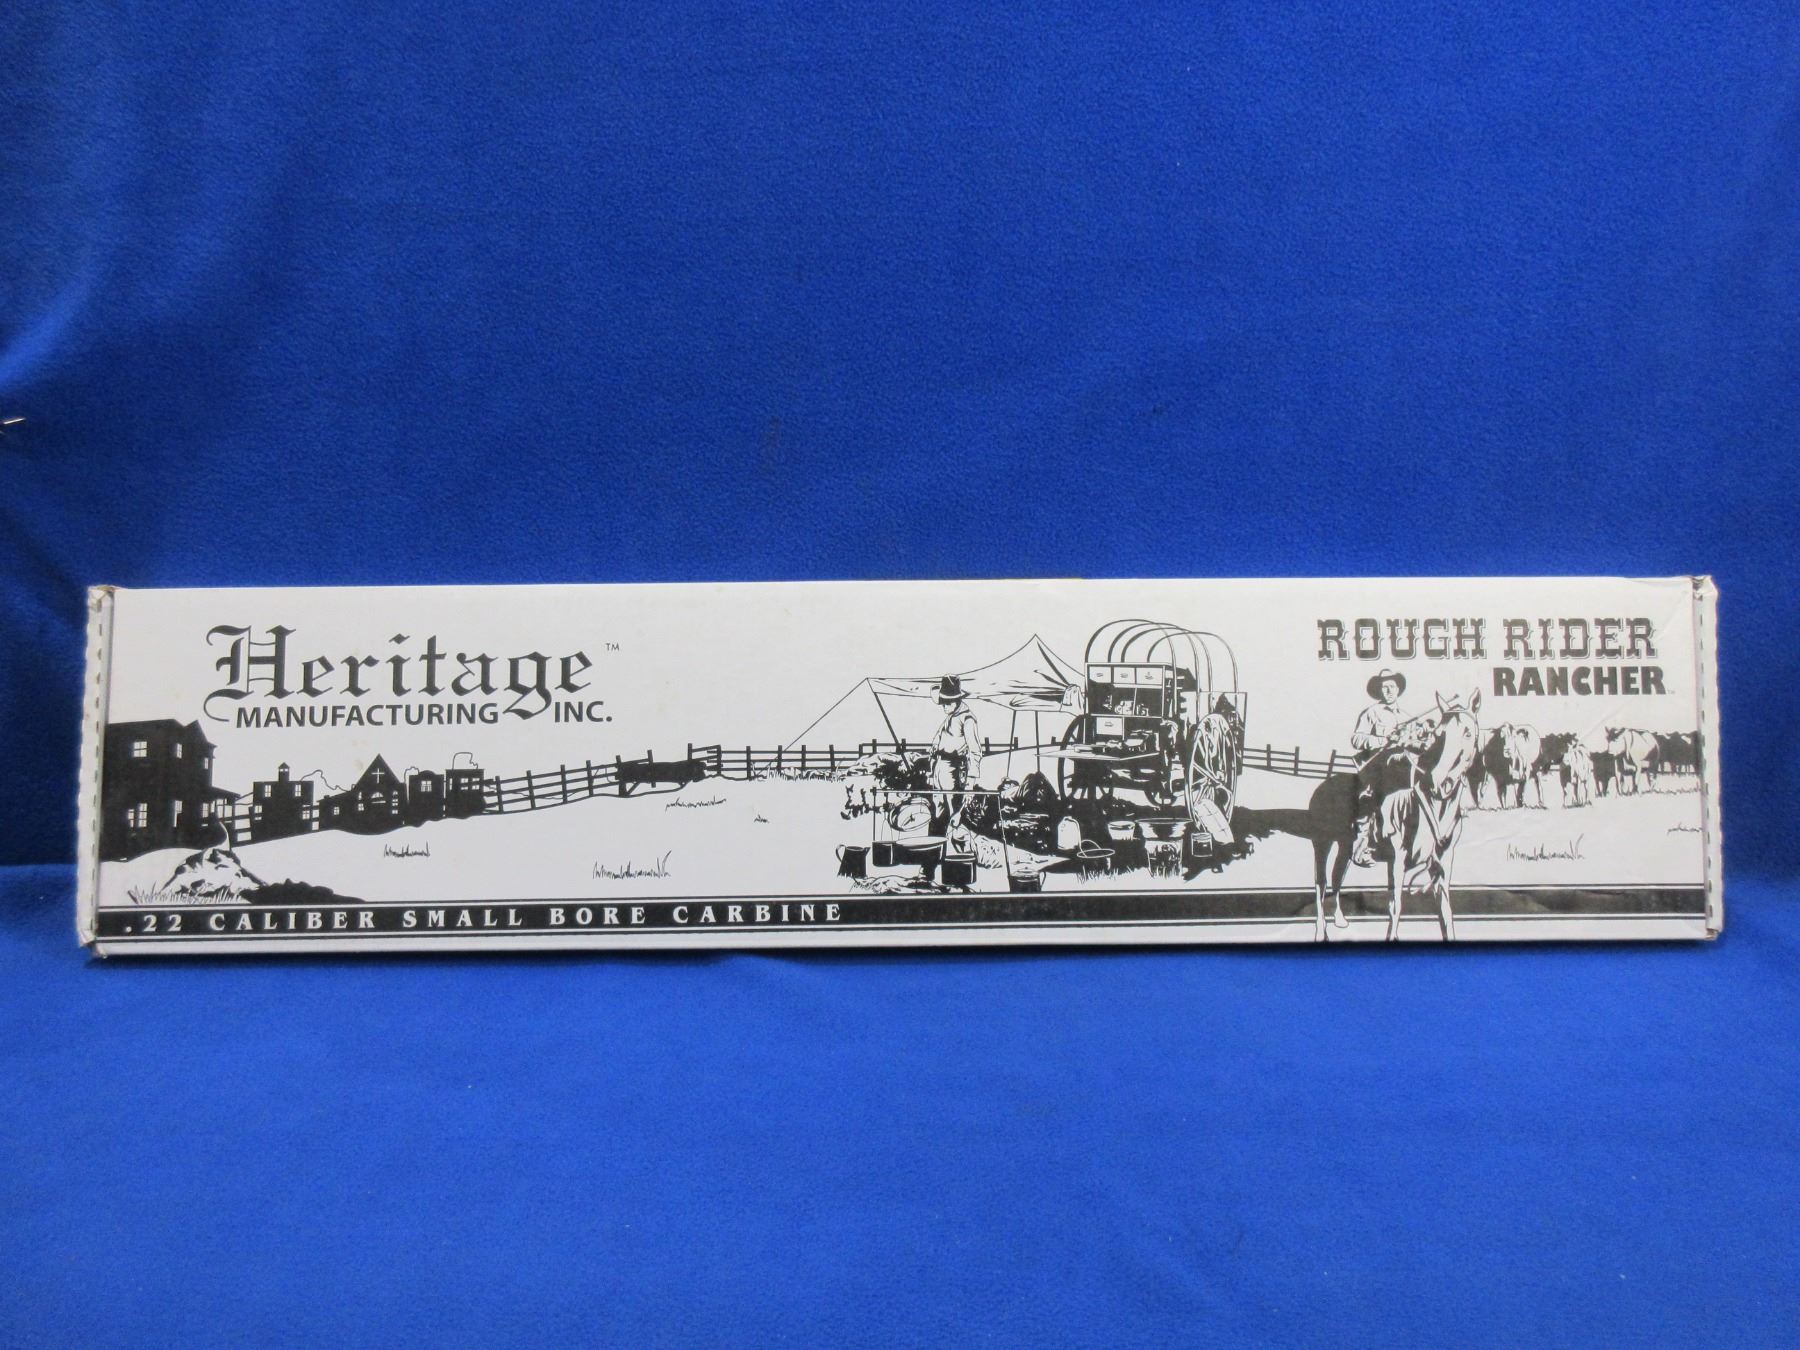 Heritage™
MANUFACTURING INC.
ROUGH RIDER
RANCHER™
.22 CALIBER SMALL BORE CARBINE